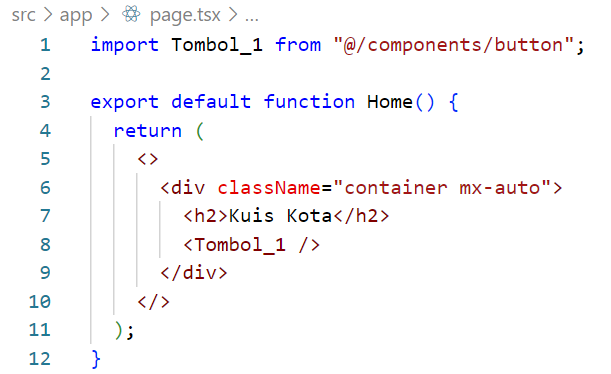 src > app > page.tsx > ...
1 import Tombol_1 from "@/components/button";
2
3 export default function Home() {
4 return (
5 <>
6 <div className="container mx-auto">
7 <h2>Kuis Kota</h2>
8 <Tombol_1 />
9 </div>
10 </>
11 );
12 }